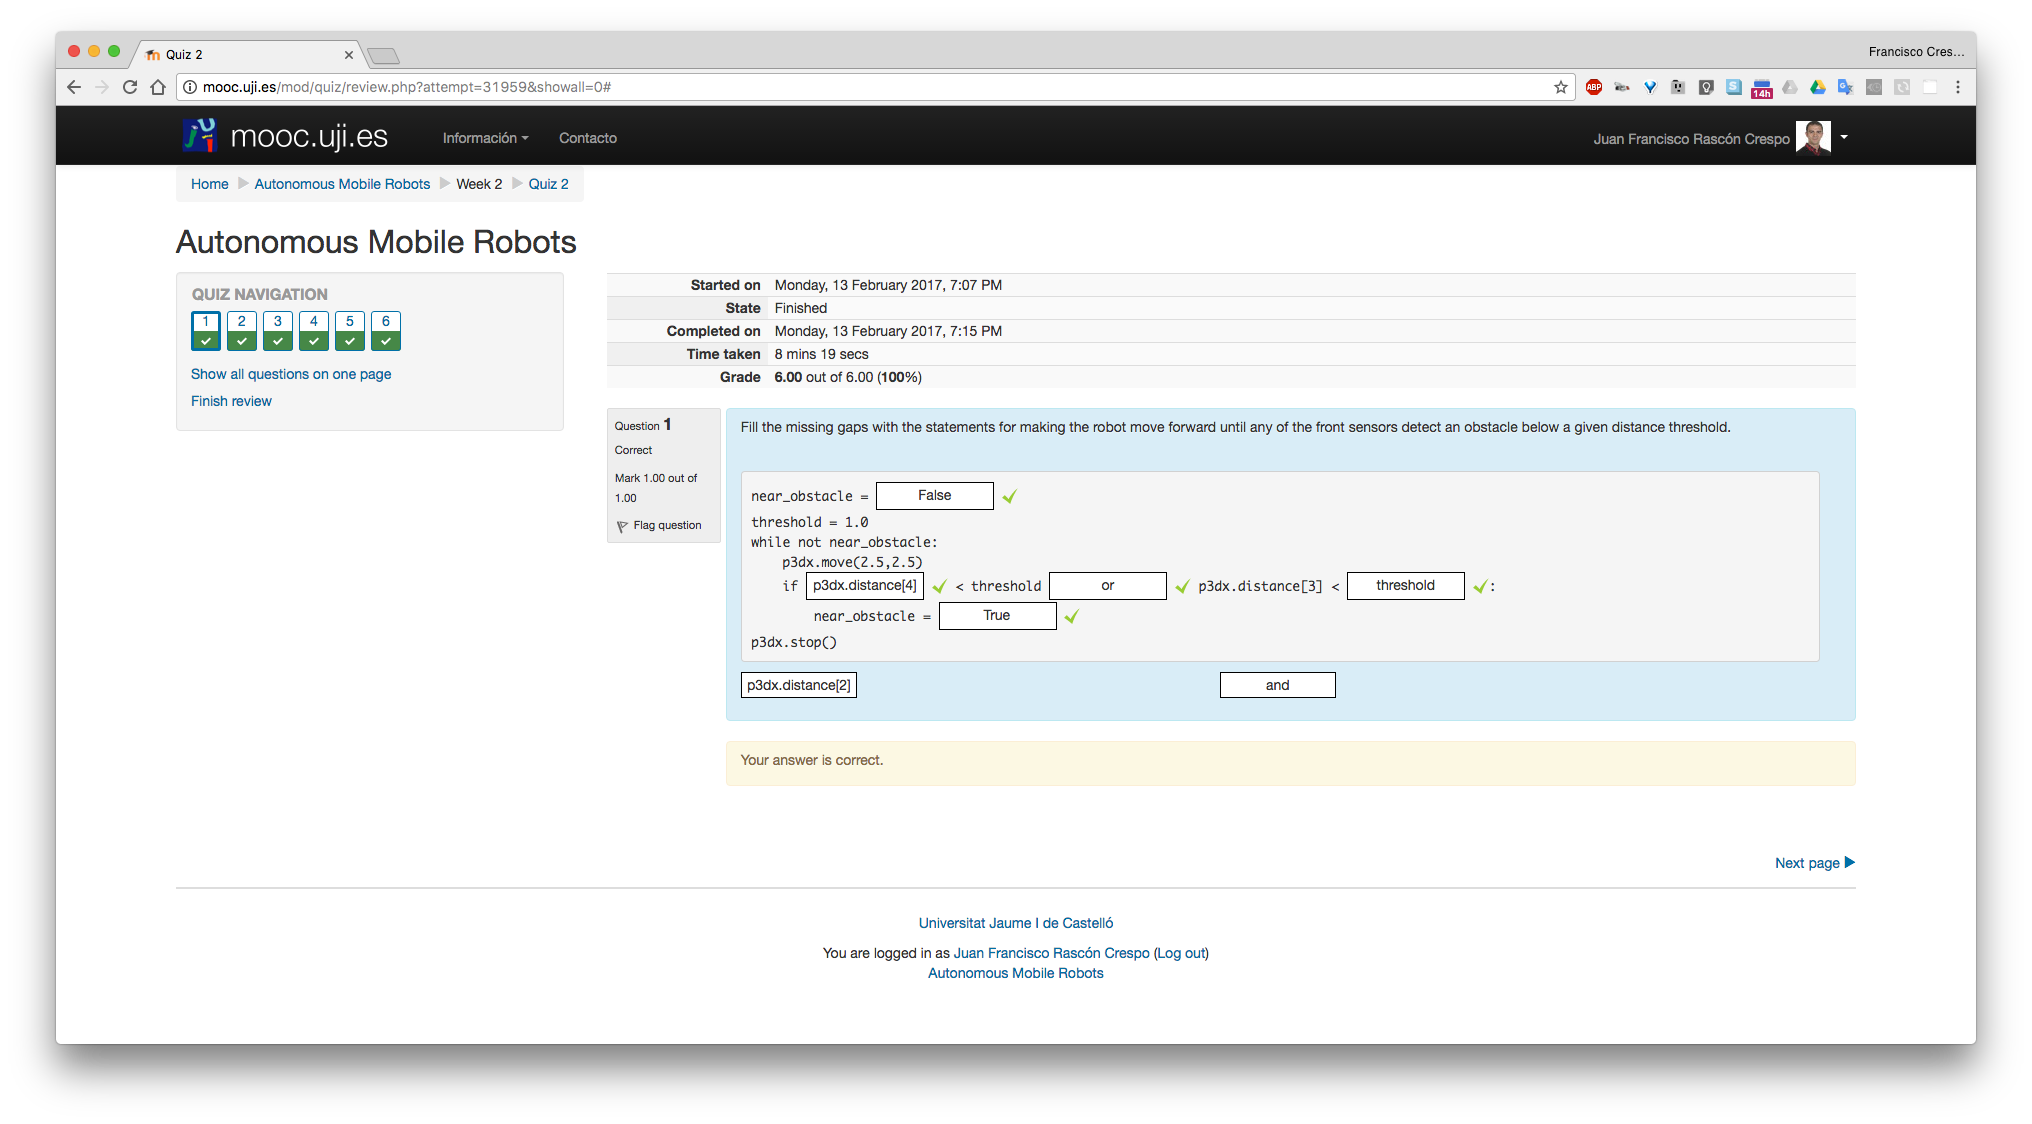 Quiz 2
Francisco Cres...
mooc.uji.es/mod/quiz/review.php?attempt=31959&showall=0#
ABP
14h
mooc.uji.es
Información
Contacto
Juan Francisco Rascón Crespo
Home Autonomous Mobile Robots Week 2 Quiz 2
Autonomous Mobile Robots
QUIZ NAVIGATION
1 2 3 4 5 6
Show all questions on one page
Finish review
Started on Monday, 13 February 2017, 7:07 PM
State Finished
Completed on Monday, 13 February 2017, 7:15 PM
Time taken 8 mins 19 secs
Grade 6.00 out of 6.00 (100%)
Question 1
Correct
Mark 1.00 out of
1.00
Flag question
Fill the missing gaps with the statements for making the robot move forward until any of the front sensors detect an obstacle below a given distance threshold.
near_obstacle = False
threshold = 1.0
while not near_obstacle:
p3dx.move(2.5,2.5)
if p3dx.distance[4] < threshold or p3dx.distance[3] < threshold :
near_obstacle = True
p3dx.stop()
p3dx.distance[2] and
Your answer is correct.
Next page
Universitat Jaume I de Castelló
You are logged in as Juan Francisco Rascón Crespo (Log out)
Autonomous Mobile Robots